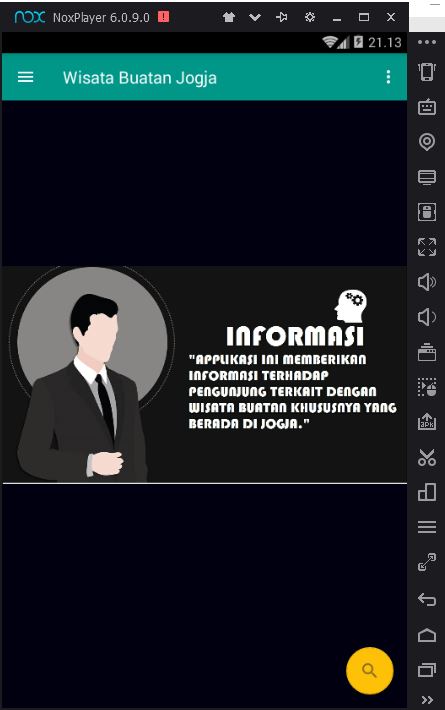 nox NoxPlayer 6.0.9.0
21.13
Wisata Buatan Jogja
INFORMASI
"APPLIKASI INI MEMBERIKAN
INFORMASI TERHADAP
PENGUNJUNG TERKAIT DENGAN
WISATA BUATAN KHUSUSNYA YANG
BERADA DI JOGJA."